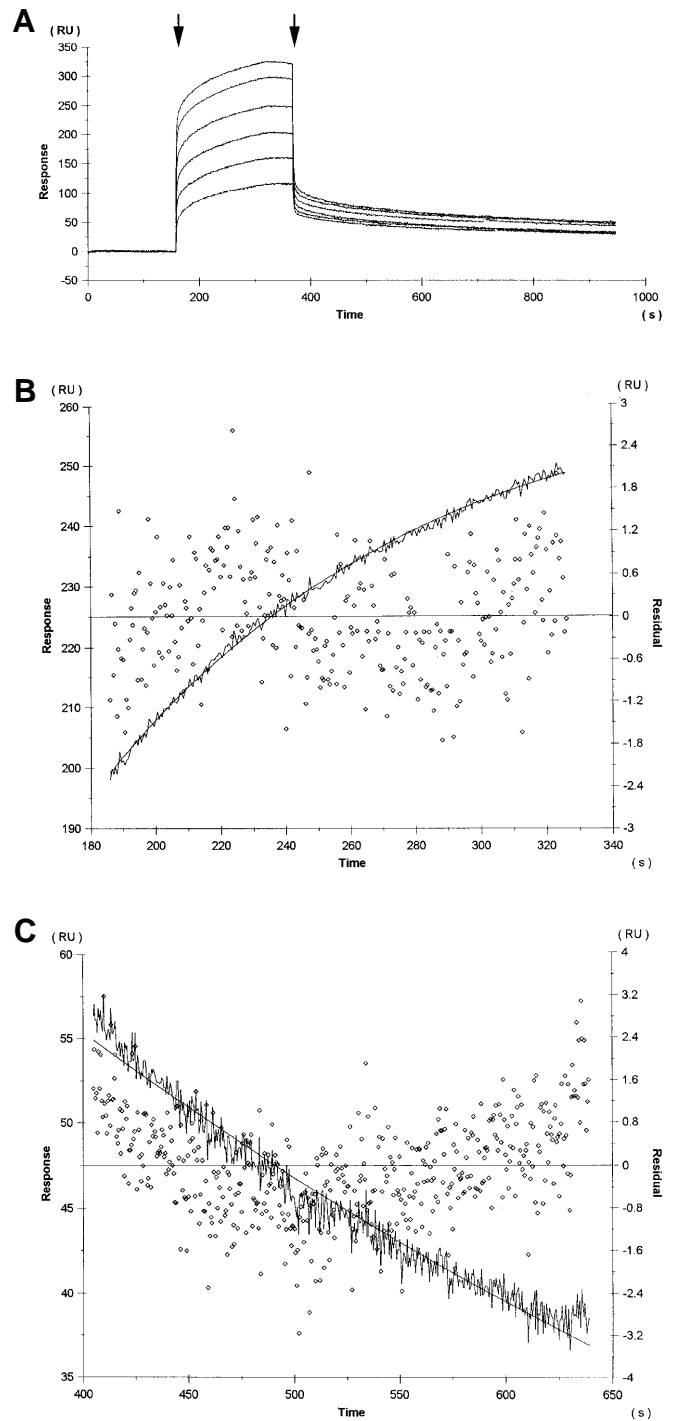 A
( RU )
350
300
250
200
150
100
50
0
-50
Response
0 200 400 600 800 1000
Time
( s )
B
( RU )
( RU )
260
250
240
230
220
210
200
190
Response
3
2.4
1.8
1.2
0.6
0
-0.6
-1.2
-1.8
-2.4
-3
Residual
180 200 220 240 260 280 300 320 340
Time
( s )
C
( RU )
( RU )
60
55
50
45
40
35
Response
4
3.2
2.4
1.6
0.8
0
-0.8
-1.6
-2.4
-3.2
-4
Residual
400 450 500 550 600 650
Time
( s )